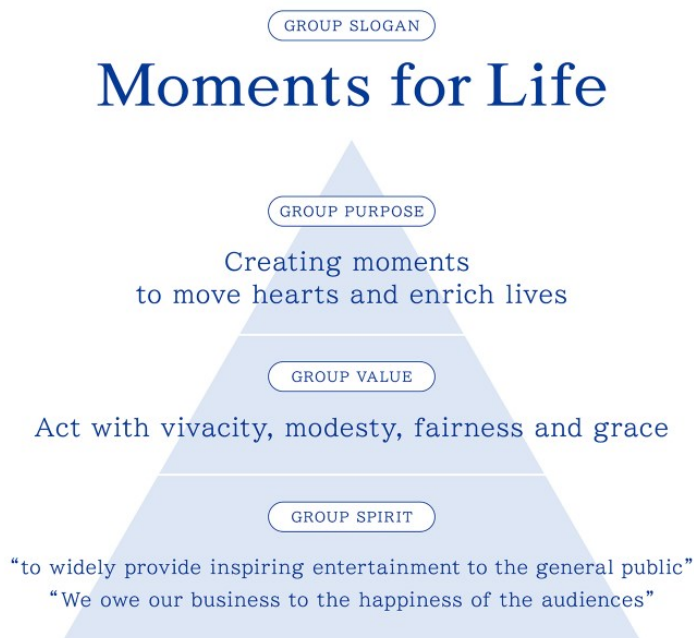 GROUP SLOGAN
Moments for Life
GROUP PURPOSE
Creating moments
to move hearts and enrich lives
GROUP VALUE
Act with vivacity, modesty, fairness and grace
GROUP SPIRIT
“to widely provide inspiring entertainment to the general public”
“We owe our business to the happiness of the audiences”